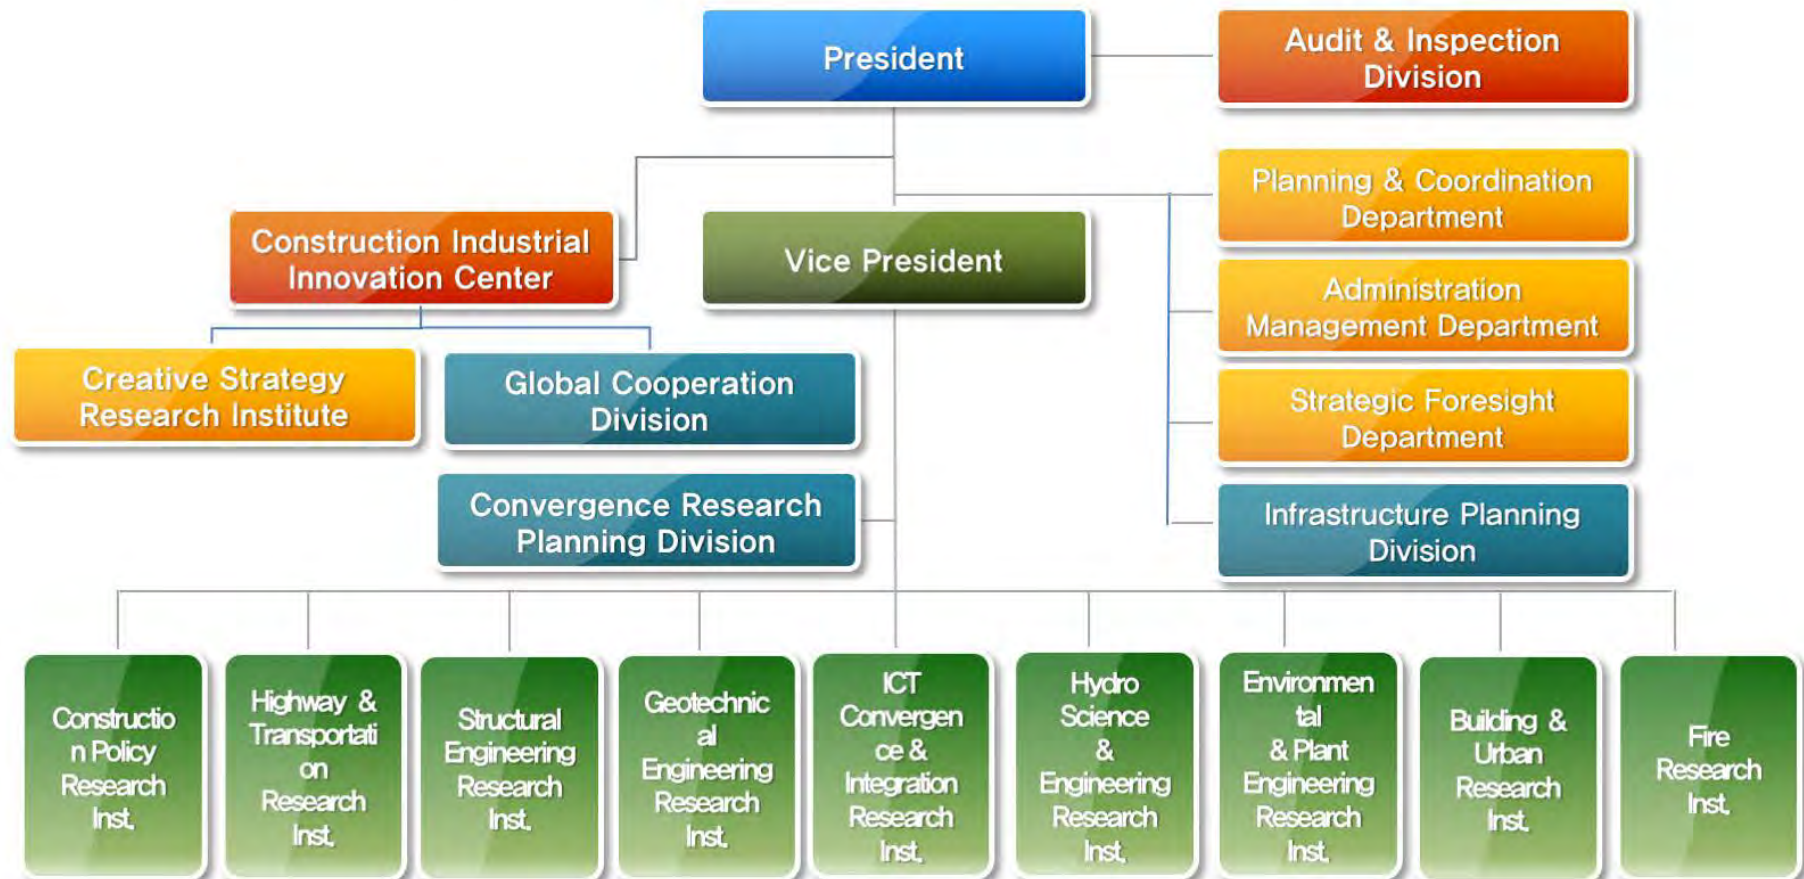 President
Audit & Inspection
Division
Planning & Coordination
Department
Construction Industrial
Innovation Center
Vice President
Administration
Management Department
Creative Strategy
Research Institute
Global Cooperation
Division
Strategic Foresight
Department
Convergence Research
Planning Division
Infrastructure Planning
Division
Constructio
n Policy
Research
Inst.
Highway &
Transportati
on
Research
Inst.
Structural
Engineering
Research
Inst.
Geotechnic
al
Engineering
Research
Inst.
ICT
Convergen
ce &
Integration
Research
Inst.
Hydro
Science
&
Engineering
Research
Inst.
Environmen
tal
& Plant
Engineering
Research
Inst.
Building &
Urban
Research
Inst.
Fire
Research
Inst.